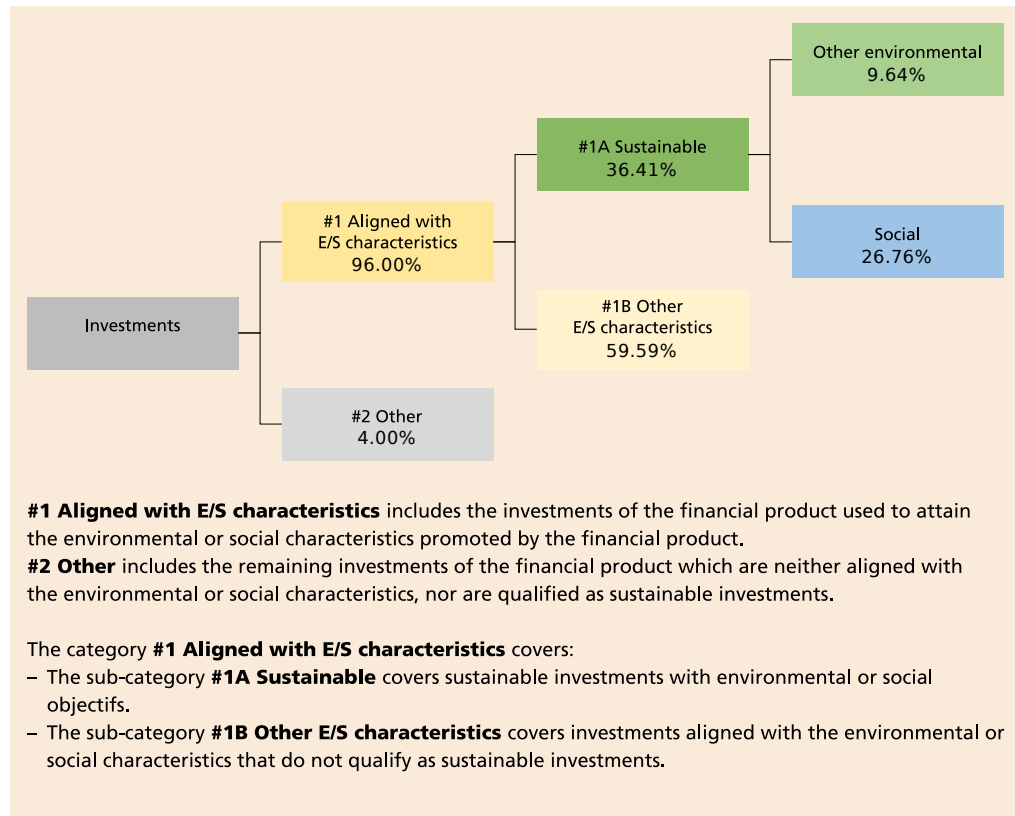 Other environmental
9.64%
#1A Sustainable
36.41%
#1 Aligned with
E/S characteristics
96.00%
Social
26.76%
Investments
#1B Other
E/S characteristics
59.59%
#2 Other
4.00%
#1 Aligned with E/S characteristics includes the investments of the financial product used to attain
the environmental or social characteristics promoted by the financial product.
#2 Other includes the remaining investments of the financial product which are neither aligned with
the environmental or social characteristics, nor are qualified as sustainable investments.
The category #1 Aligned with E/S characteristics covers:
– The sub-category #1A Sustainable covers sustainable investments with environmental or social
objectifs.
– The sub-category #1B Other E/S characteristics covers investments aligned with the environmental or
social characteristics that do not qualify as sustainable investments.